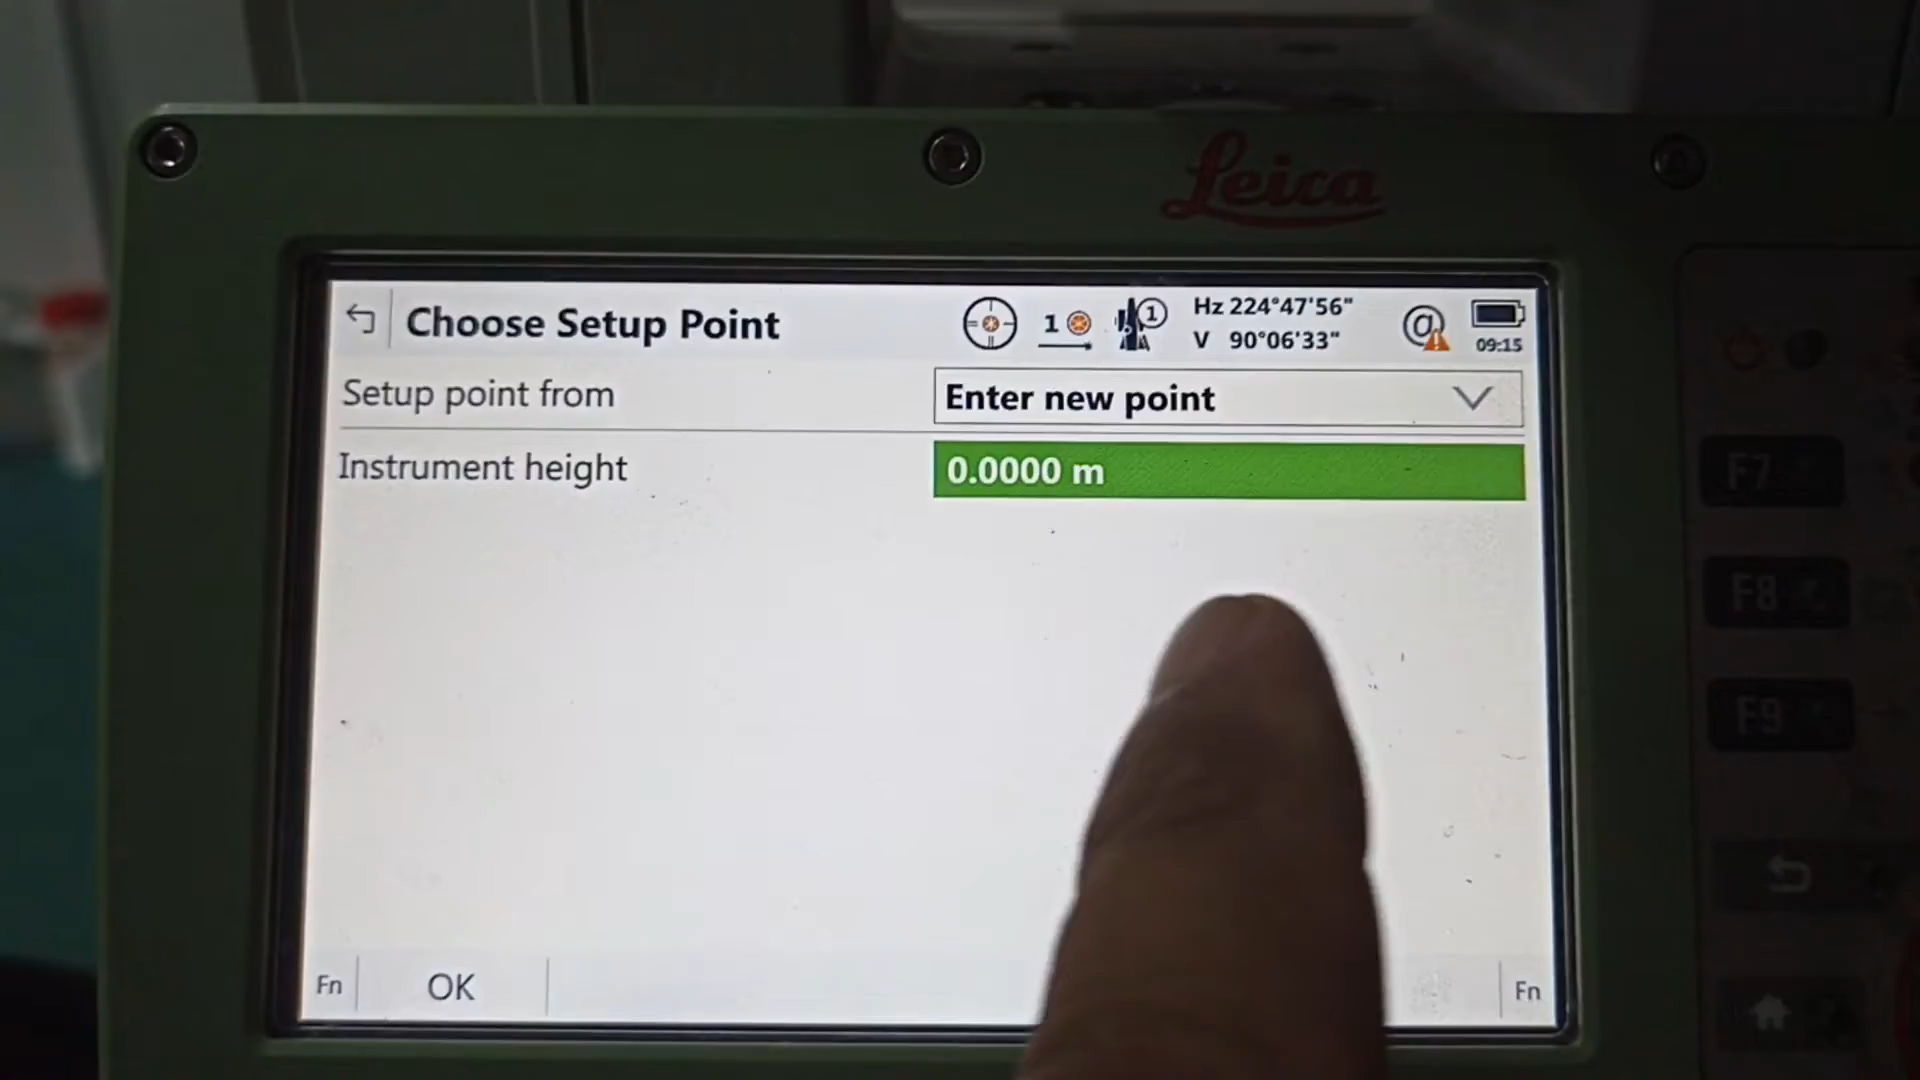 Leica
Choose Setup Point
1
1
Hz 224°47'56"
V 90°06'33"
@
09:15
Setup point from
Enter new point
Instrument height
0.0000 m
F7
F8
F9
Fn
OK
Fn